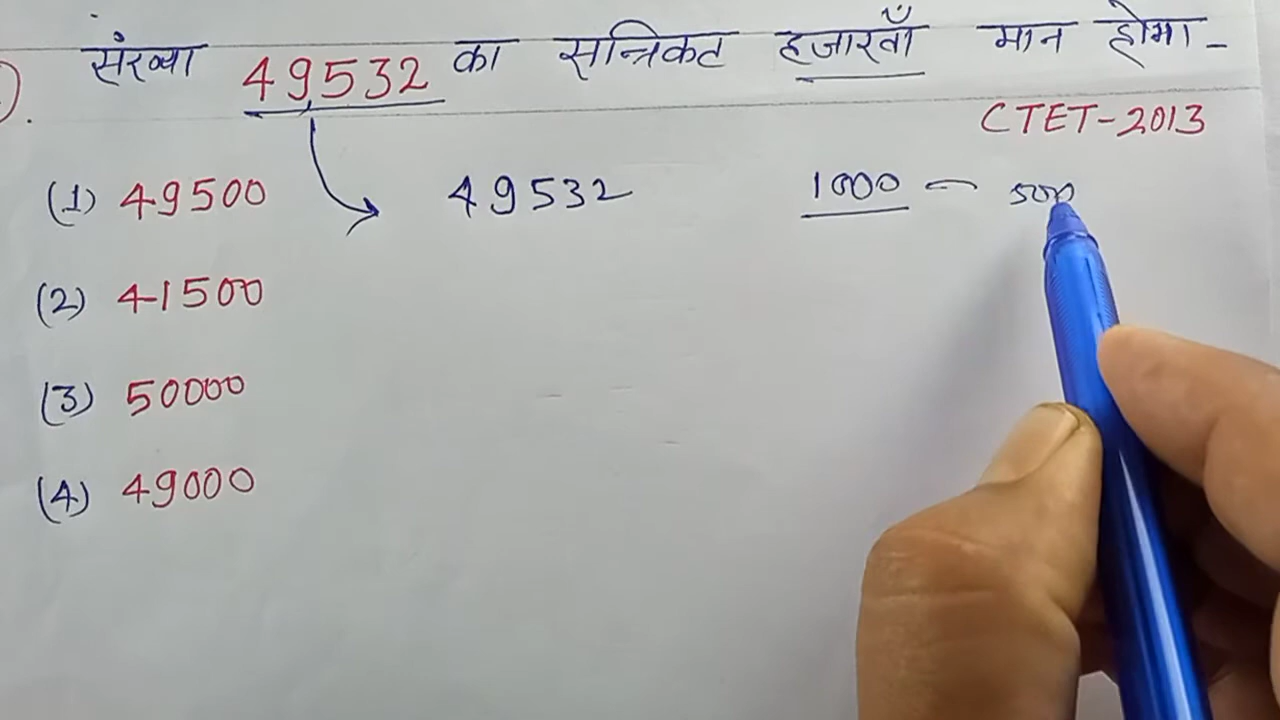 संख्या 49532 का सन्निकट हजारवाँ मान होगा -
CTET-2013
(1) 49500
49532 1000 — 500
(2) 41500
(3) 50000
(4) 49000